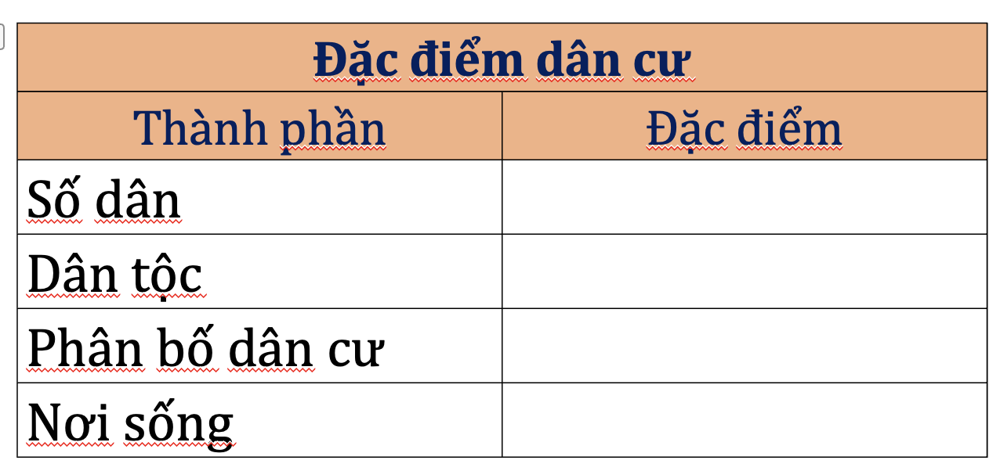 Đặc điểm dân cư
Thành phần Đặc điểm
Số dân
Dân tộc
Phân bố dân cư
Nơi sống